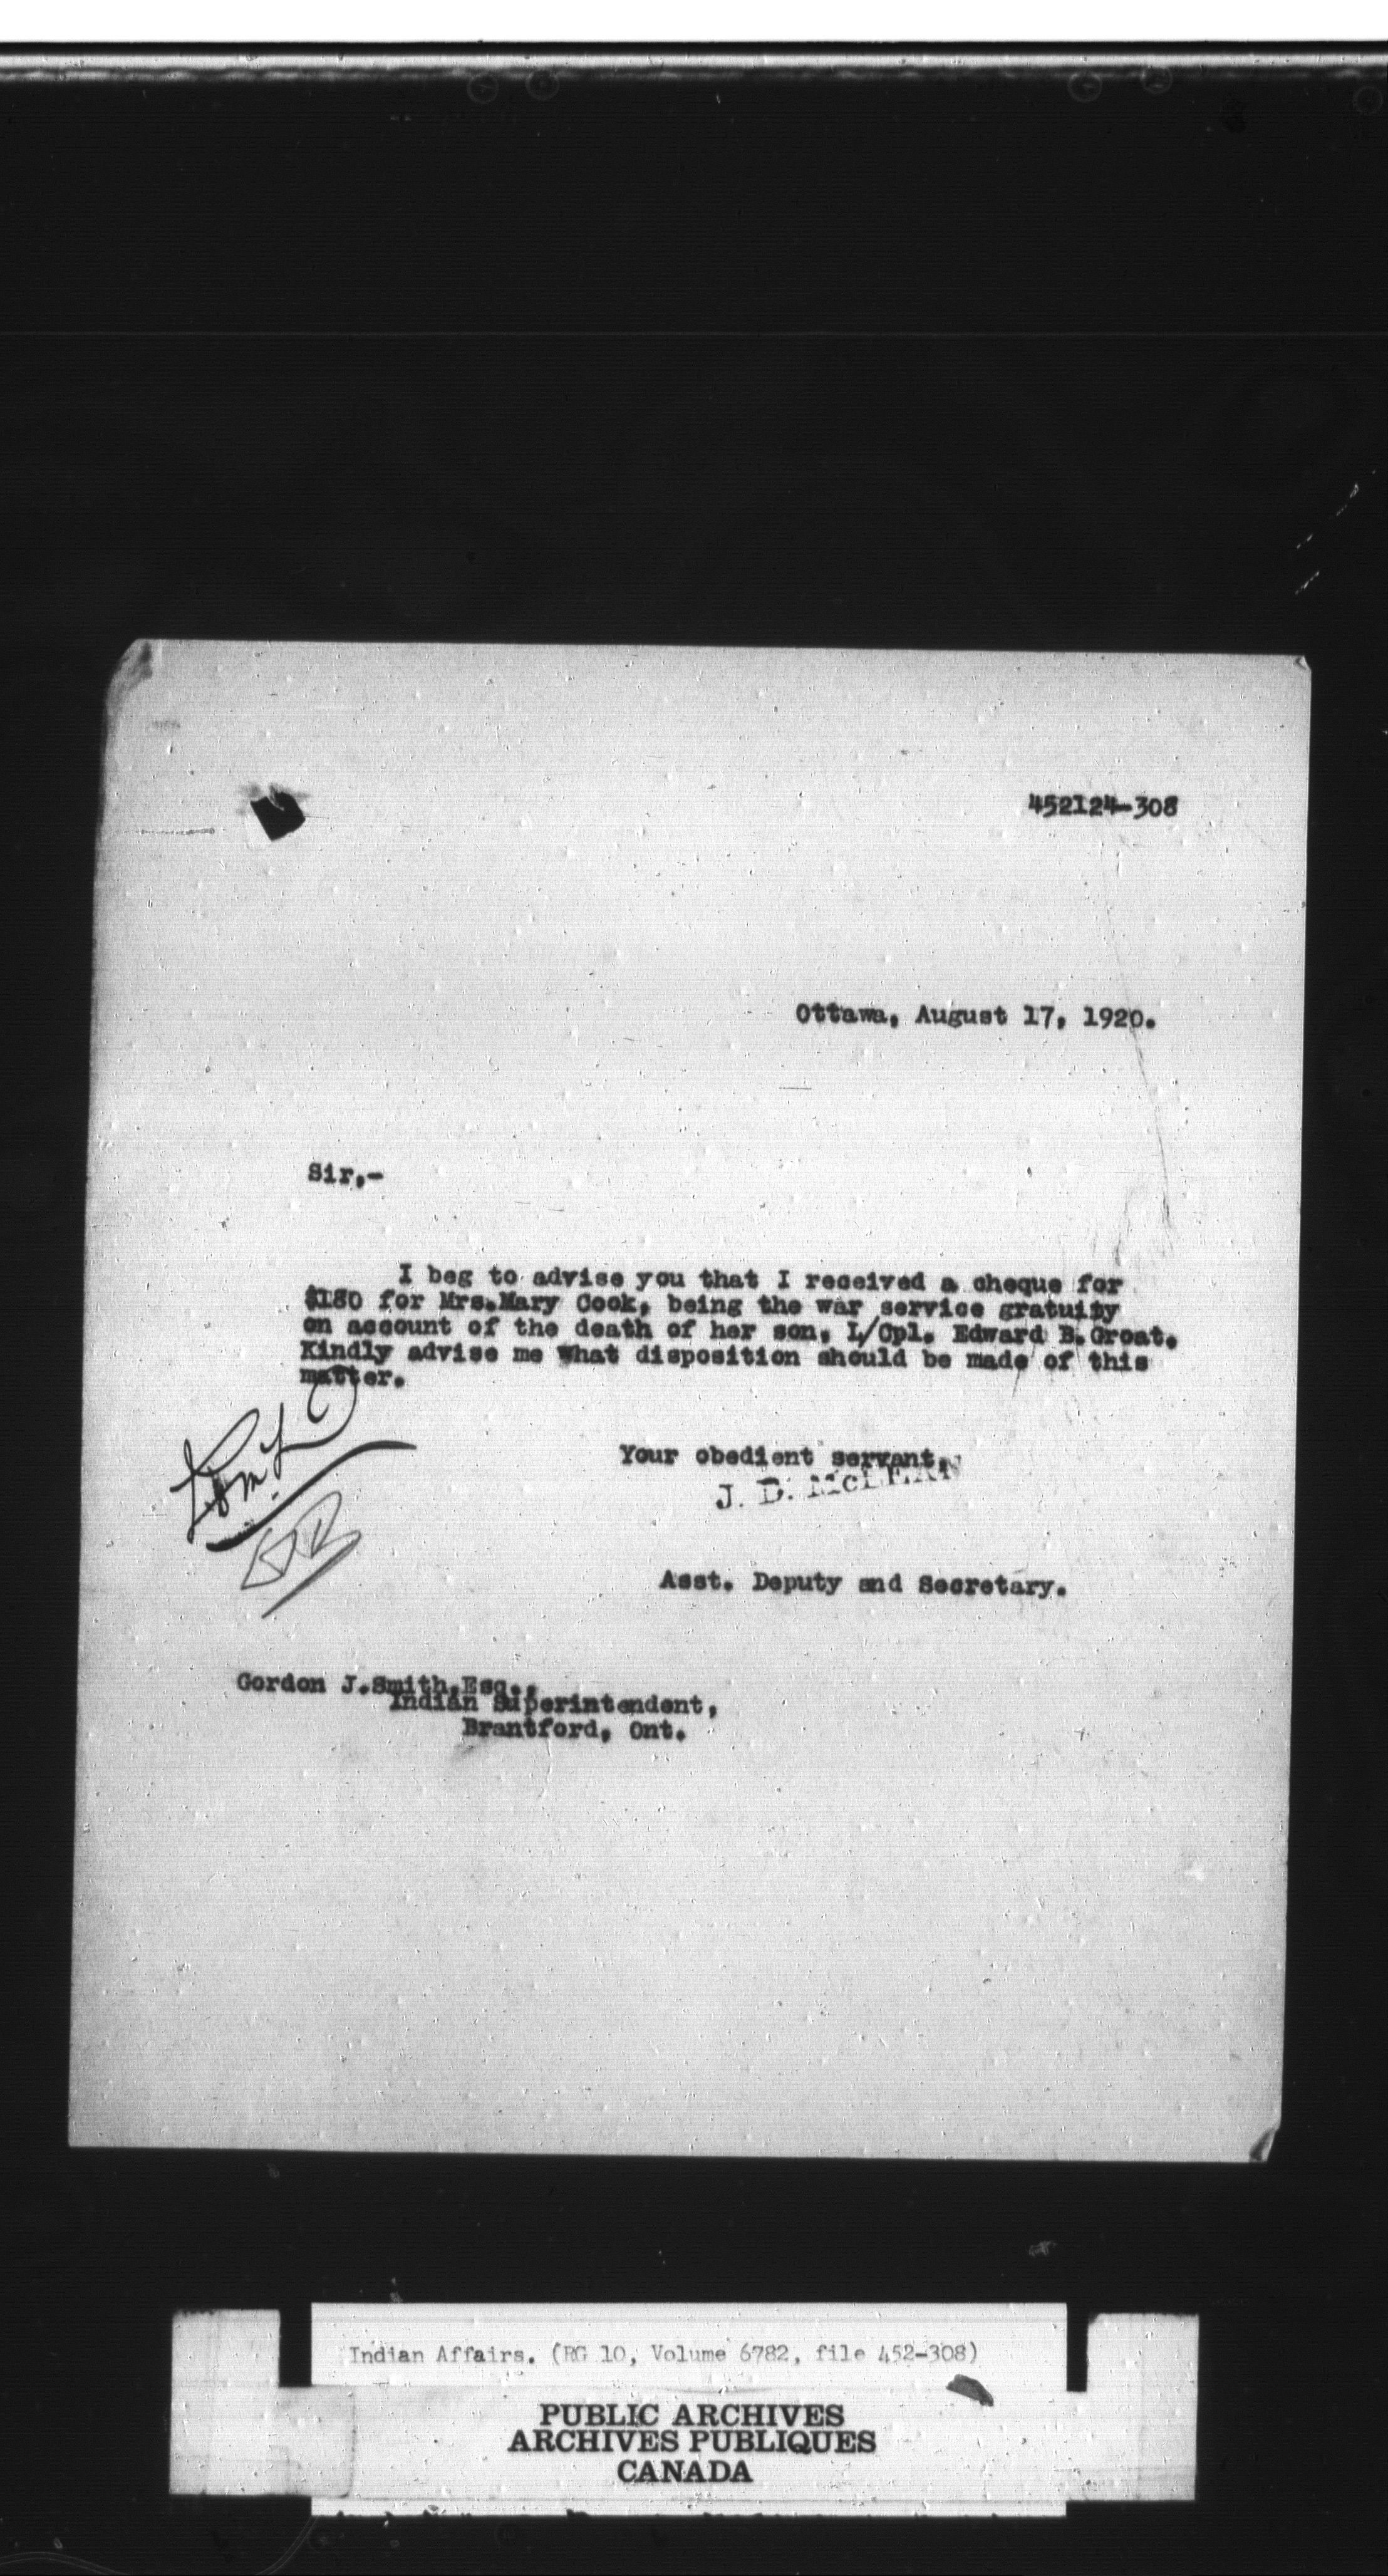 452124-308
Ottawa, August 17, 1920.
Sir,-
I beg to advise you that I received a cheque for
$180 for Mrs.Mary Cook, being the war service gratuity
on account of the death of her son, L/Cpl. Edward B.Groat.
Kindly advise me what disposition should be made of this
matter.
Your obedient servant,
J. D. McLEAN
Asst. Deputy and Secretary.
Gordon J.Smith,Esq.,
Indian Superintendent,
Brantford, Ont.
Indian Affairs. (RG 10, Volume 6782, file 452-308)
PUBLIC ARCHIVES
ARCHIVES PUBLIQUES
CANADA